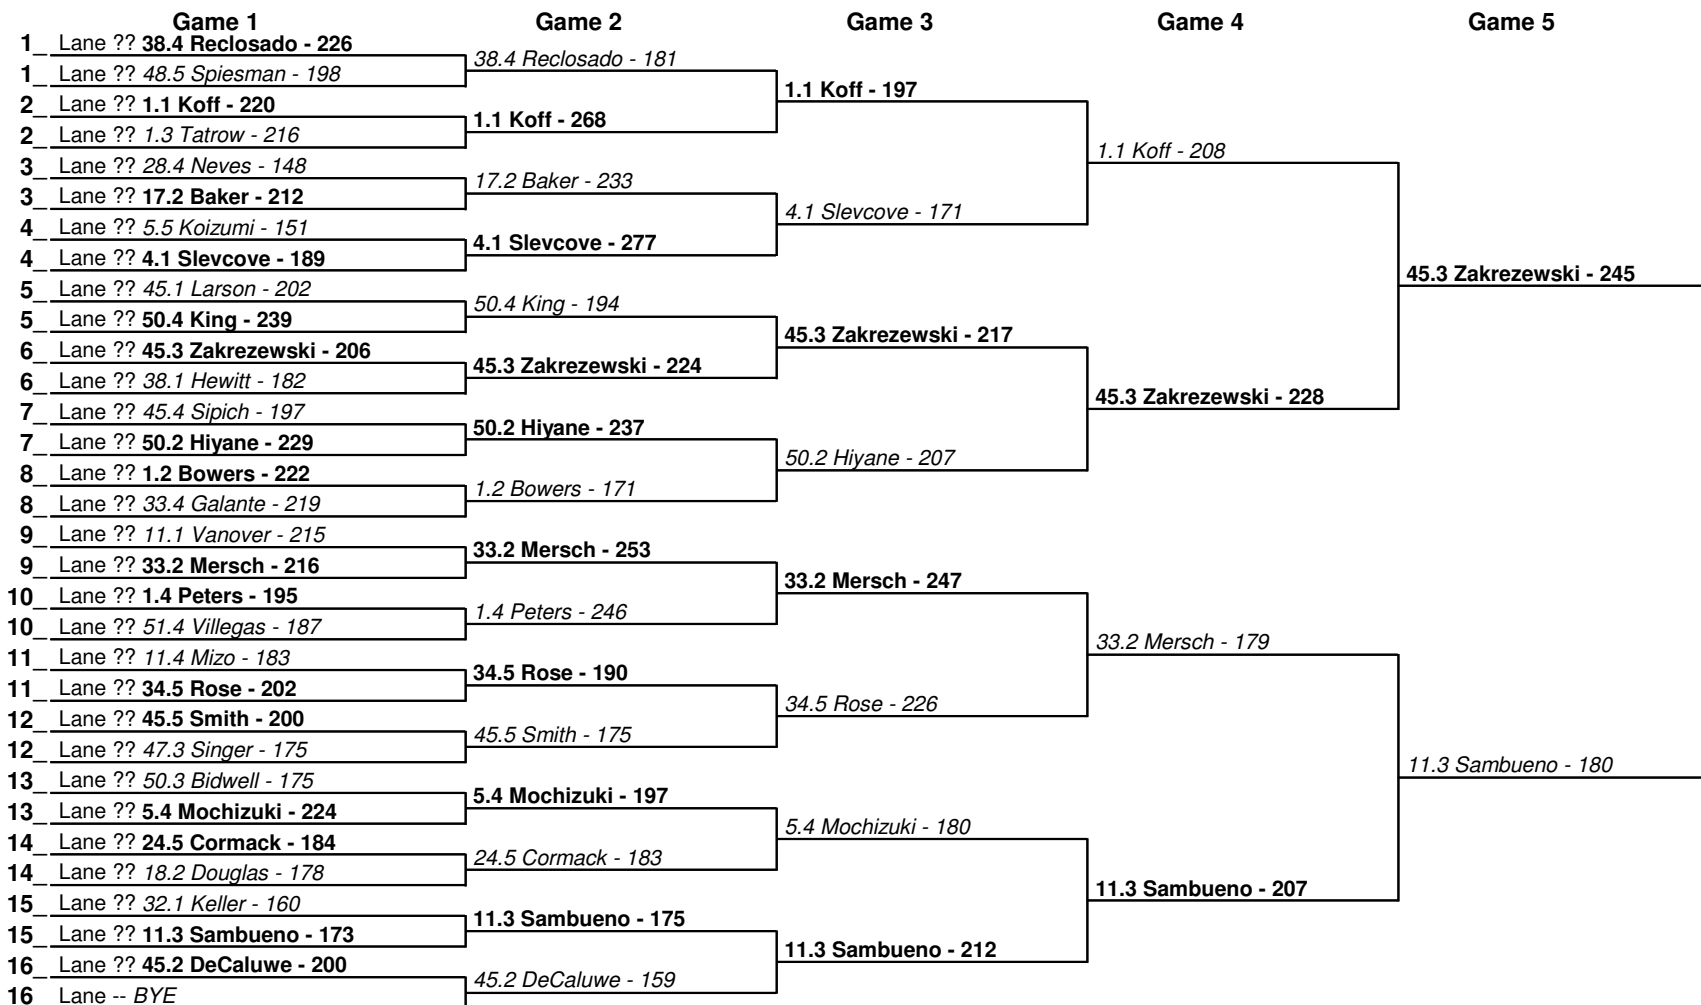 Game 1 Game 2 Game 3 Game 4 Game 5
1_ Lane ?? 38.4 Reclosado - 226
38.4 Reclosado - 181
1_ Lane ?? 48.5 Spiesman - 198
1.1 Koff - 197
2_ Lane ?? 1.1 Koff - 220
1.1 Koff - 268
2_ Lane ?? 1.3 Tatrow - 216
1.1 Koff - 208
3_ Lane ?? 28.4 Neves - 148
17.2 Baker - 233
3_ Lane ?? 17.2 Baker - 212
4.1 Slevcove - 171
4_ Lane ?? 5.5 Koizumi - 151
4.1 Slevcove - 277
4_ Lane ?? 4.1 Slevcove - 189
45.3 Zakrezewski - 245
5_ Lane ?? 45.1 Larson - 202
50.4 King - 194
5_ Lane ?? 50.4 King - 239
45.3 Zakrezewski - 217
6_ Lane ?? 45.3 Zakrezewski - 206
45.3 Zakrezewski - 224
6_ Lane ?? 38.1 Hewitt - 182
45.3 Zakrezewski - 228
7_ Lane ?? 45.4 Sipich - 197
50.2 Hiyane - 237
7_ Lane ?? 50.2 Hiyane - 229
50.2 Hiyane - 207
8_ Lane ?? 1.2 Bowers - 222
1.2 Bowers - 171
8_ Lane ?? 33.4 Galante - 219
9_ Lane ?? 11.1 Vanover - 215
33.2 Mersch - 253
9_ Lane ?? 33.2 Mersch - 216
33.2 Mersch - 247
10_ Lane ?? 1.4 Peters - 195
1.4 Peters - 246
10_ Lane ?? 51.4 Villegas - 187
33.2 Mersch - 179
11_ Lane ?? 11.4 Mizo - 183
34.5 Rose - 190
11_ Lane ?? 34.5 Rose - 202
34.5 Rose - 226
12_ Lane ?? 45.5 Smith - 200
45.5 Smith - 175
12_ Lane ?? 47.3 Singer - 175
11.3 Sambueno - 180
13_ Lane ?? 50.3 Bidwell - 175
5.4 Mochizuki - 197
13_ Lane ?? 5.4 Mochizuki - 224
5.4 Mochizuki - 180
14_ Lane ?? 24.5 Cormack - 184
24.5 Cormack - 183
14_ Lane ?? 18.2 Douglas - 178
11.3 Sambueno - 207
15_ Lane ?? 32.1 Keller - 160
11.3 Sambueno - 175
15_ Lane ?? 11.3 Sambueno - 173
11.3 Sambueno - 212
16_ Lane ?? 45.2 DeCaluwe - 200
45.2 DeCaluwe - 159
16 Lane -- BYE